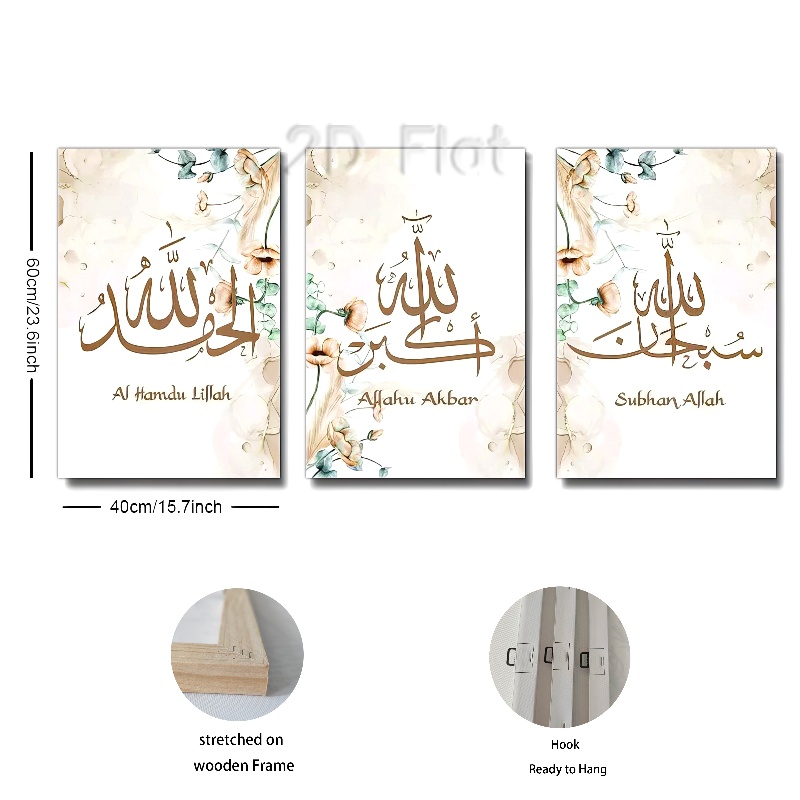 2D Flat
الحمد لله
Al Hamdu Lillah
الله أكبر
Allahu Akbar
سبحان الله
Subhan Allah
60cm/23.6inch
40cm/15.7inch
stretched on
wooden Frame
Hook
Ready to Hang